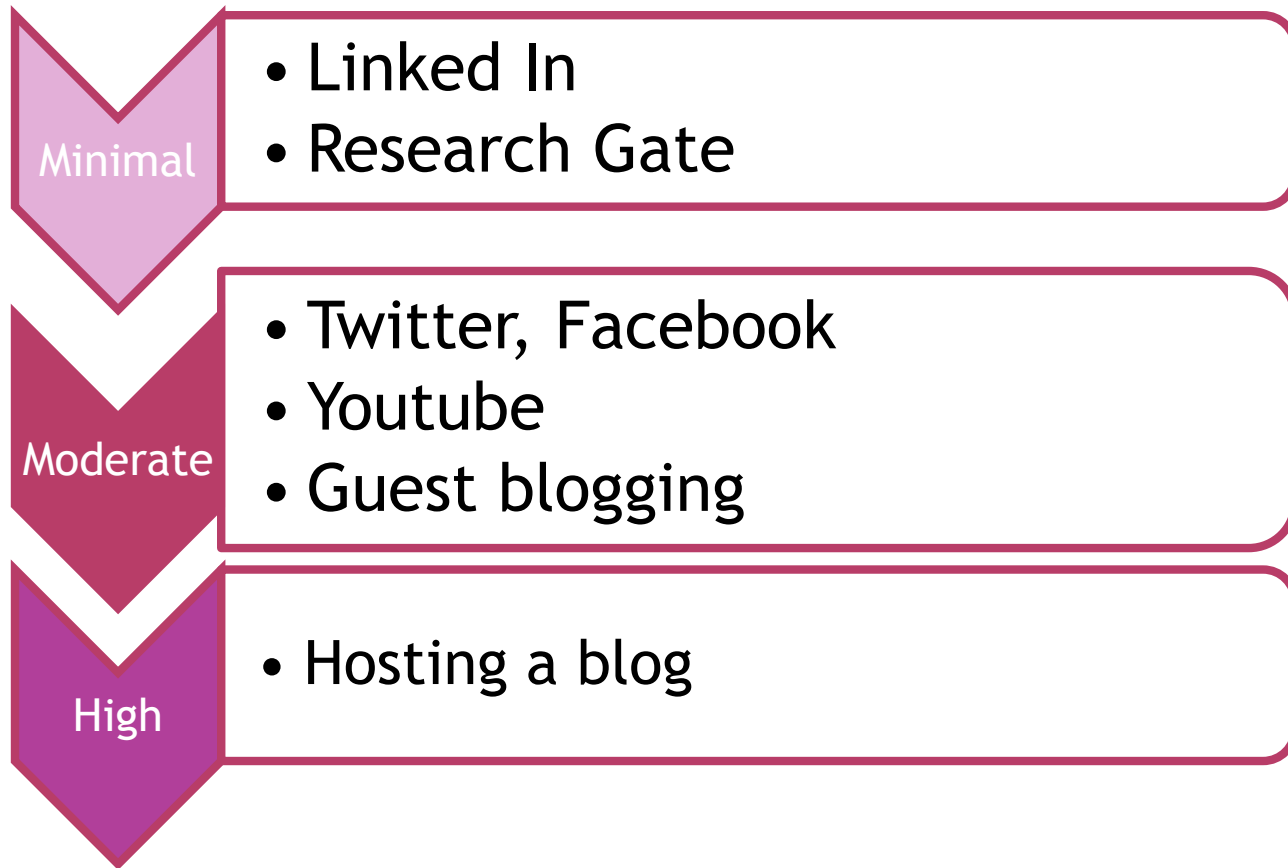 Minimal
• Linked In
• Research Gate
Moderate
• Twitter, Facebook
• Youtube
• Guest blogging
High
• Hosting a blog